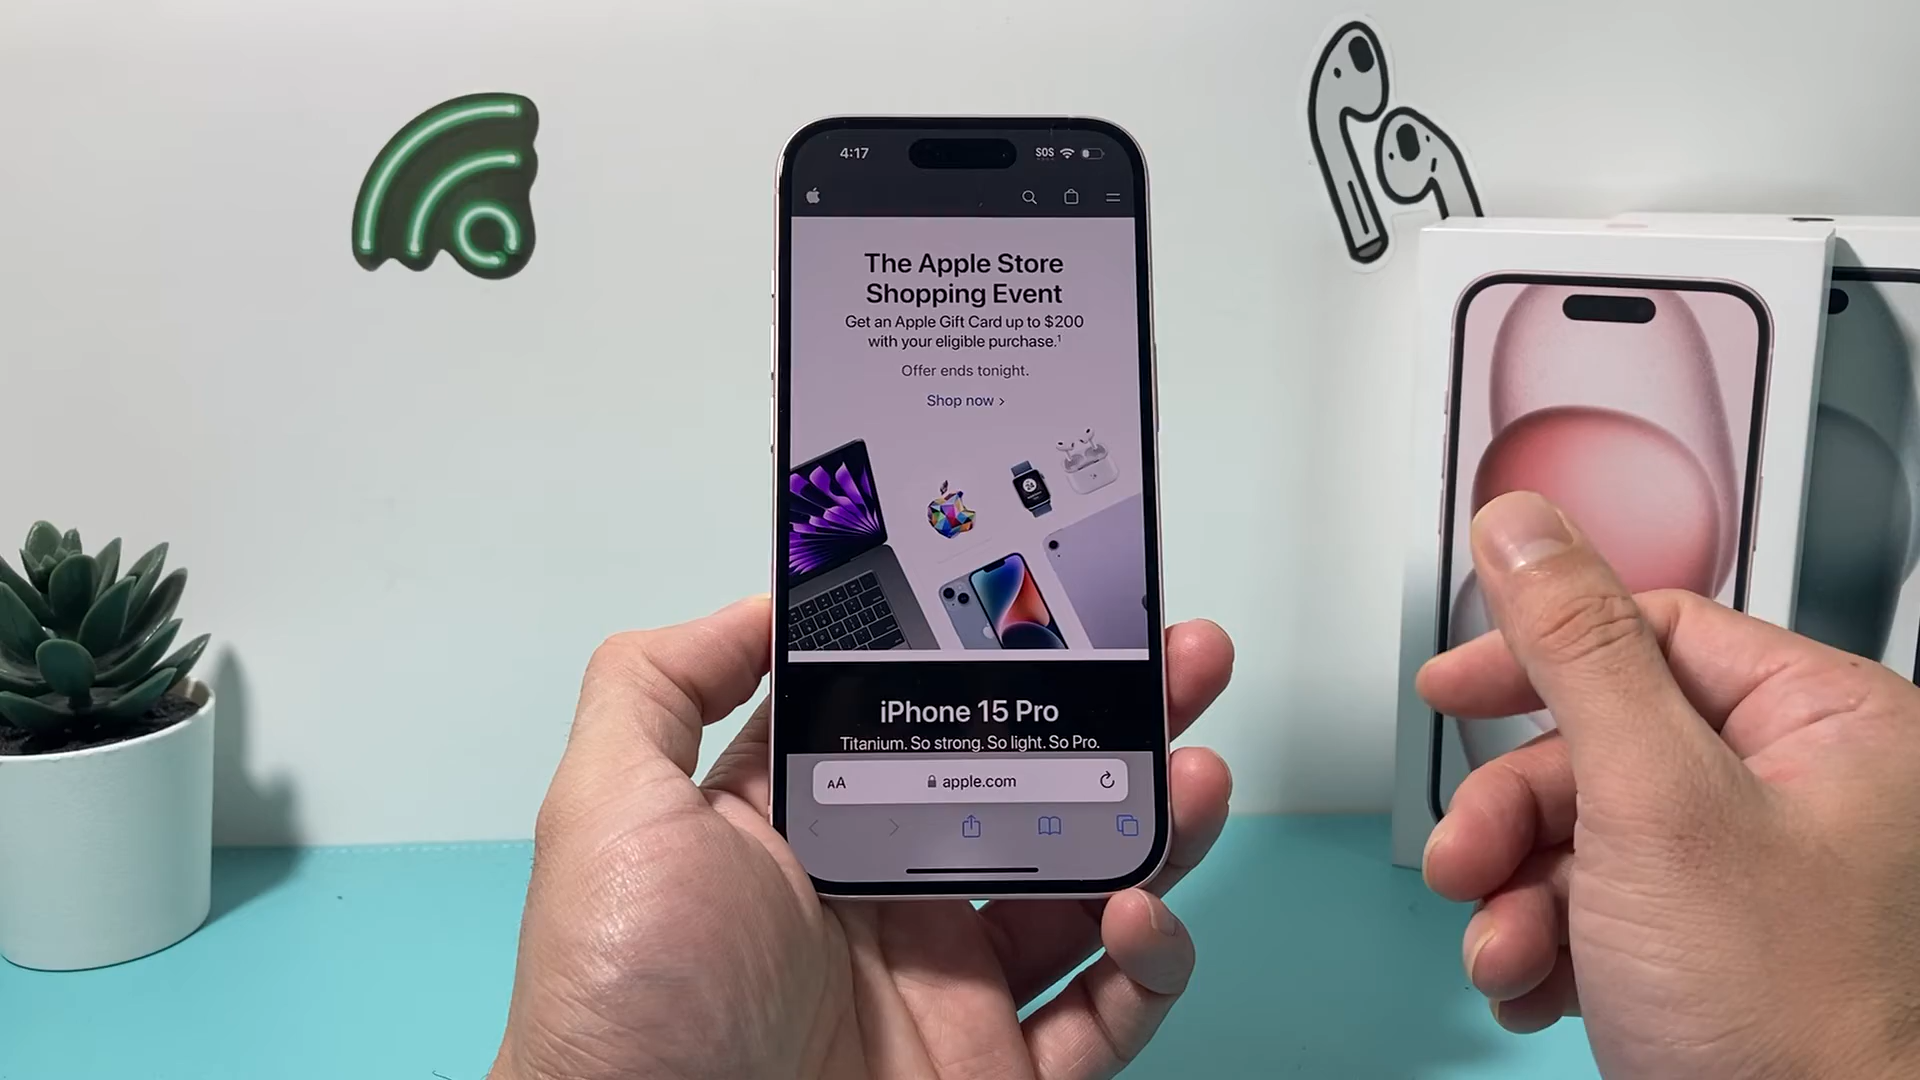 4:17
SOS
The Apple Store
Shopping Event
Get an Apple Gift Card up to $200
with your eligible purchase.¹
Offer ends tonight.
Shop now >
iPhone 15 Pro
Titanium. So strong. So light. So Pro.
AA apple.com